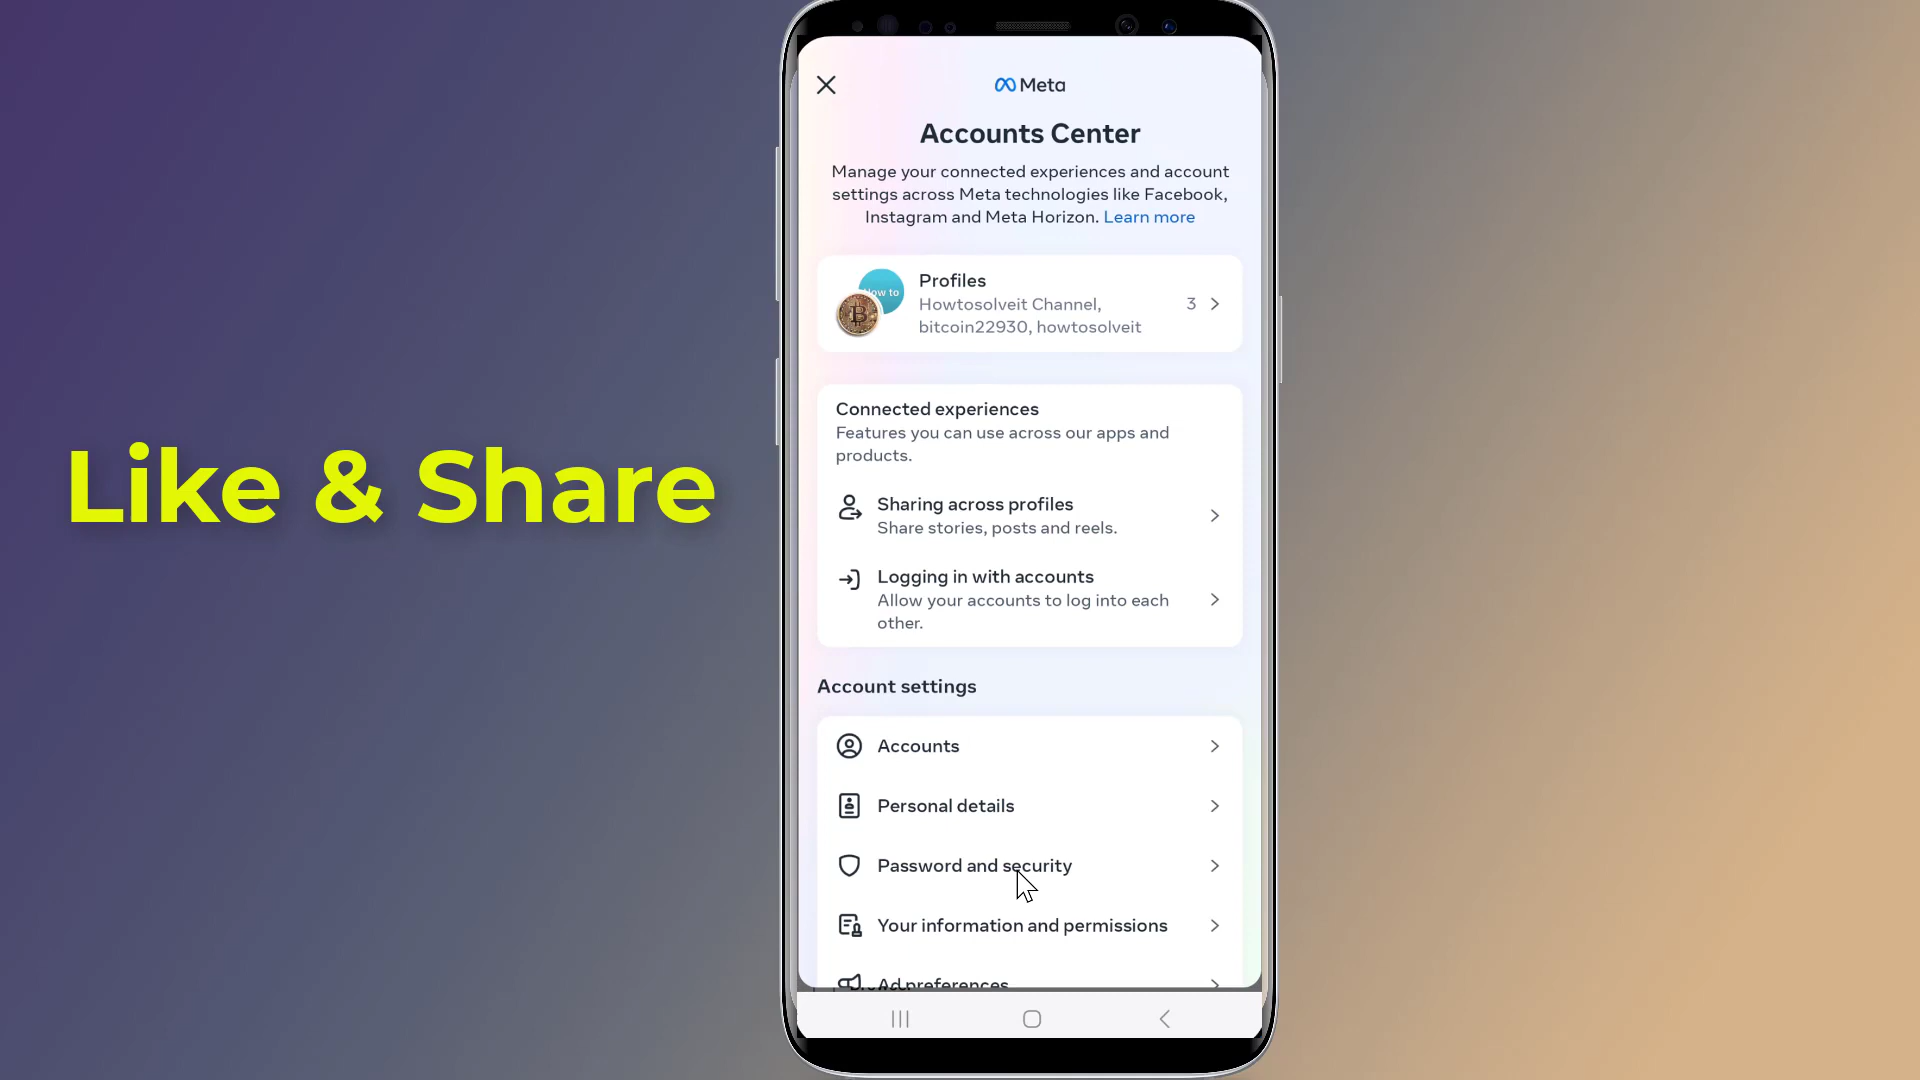 Like & Share
Meta
Accounts Center
Manage your connected experiences and account
settings across Meta technologies like Facebook,
Instagram and Meta Horizon. Learn more
Profiles
Howtosolveit Channel,
bitcoin22930, howtosolveit
3
How to
Connected experiences
Features you can use across our apps and
products.
Sharing across profiles
Share stories, posts and reels.
Logging in with accounts
Allow your accounts to log into each
other.
Account settings
Accounts
Personal details
Password and security
Your information and permissions
Ad preferences